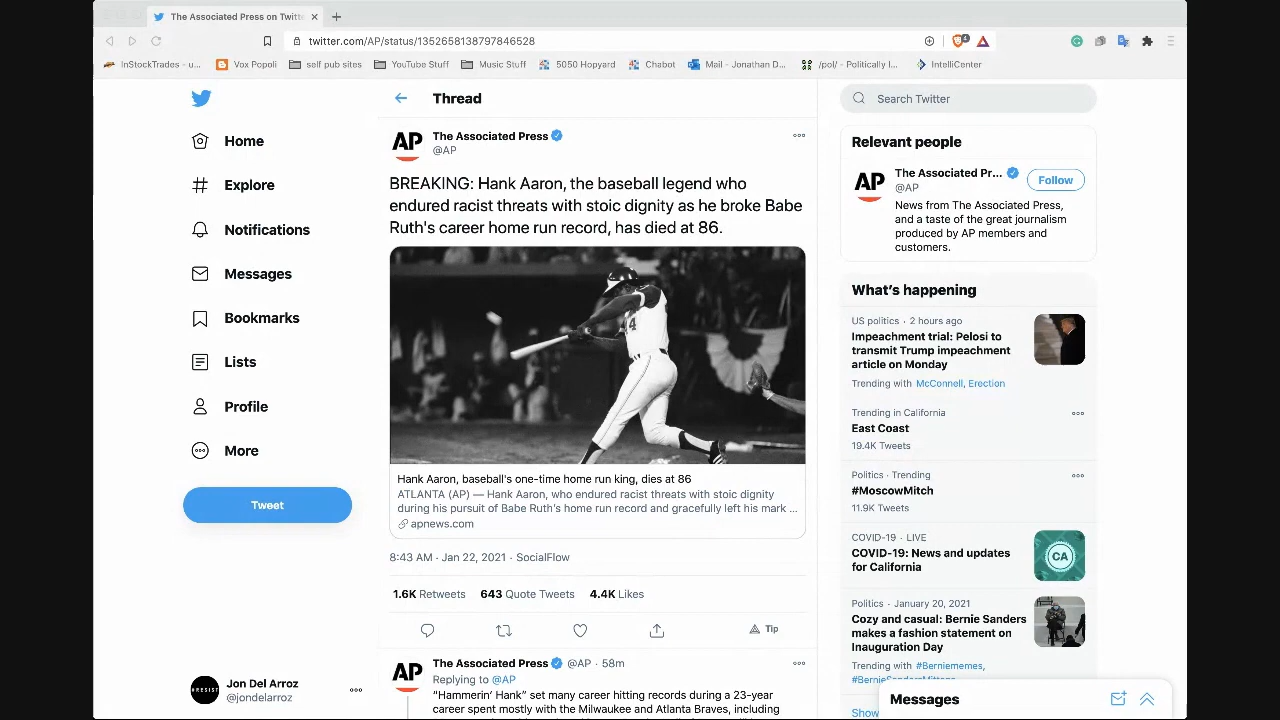 The Associated Press on Twitte
twitter.com/AP/status/1352658138797846528
InStockTrades - u...
Vox Popoli
self pub sites
YouTube Stuff
Music Stuff
5050 Hopyard
Chabot
Mail - Jonathan D...
/pol/ - Politically I...
IntelliCenter
Home
Explore
Notifications
Messages
Bookmarks
Lists
Profile
More
Tweet
#RESIST
Jon Del Arroz
@jondelarroz
Thread
AP
The Associated Press
@AP
BREAKING: Hank Aaron, the baseball legend who
endured racist threats with stoic dignity as he broke Babe
Ruth's career home run record, has died at 86.
Hank Aaron, baseball's one-time home run king, dies at 86
ATLANTA (AP) — Hank Aaron, who endured racist threats with stoic dignity
during his pursuit of Babe Ruth's home run record and gracefully left his mark ...
apnews.com
8:43 AM · Jan 22, 2021 · SocialFlow
1.6K Retweets 643 Quote Tweets 4.4K Likes
Tip
AP
The Associated Press @AP · 58m
Replying to @AP
“Hammerin’ Hank” set many career hitting records during a 23-year
career spent mostly with the Milwaukee and Atlanta Braves, including
Search Twitter
Relevant people
AP
The Associated Pr...
@AP
Follow
News from The Associated Press,
and a taste of the great journalism
produced by AP members and
customers.
What’s happening
US politics · 2 hours ago
Impeachment trial: Pelosi to
transmit Trump impeachment
article on Monday
Trending with McConnell, Erection
Trending in California
East Coast
19.4K Tweets
Politics · Trending
#MoscowMitch
11.9K Tweets
COVID-19 · LIVE
COVID-19: News and updates
for California
CA
Politics · January 20, 2021
Cozy and casual: Bernie Sanders
makes a fashion statement on
Inauguration Day
Trending with #Berniememes,
#BernieSandersMittens
Show
Messages